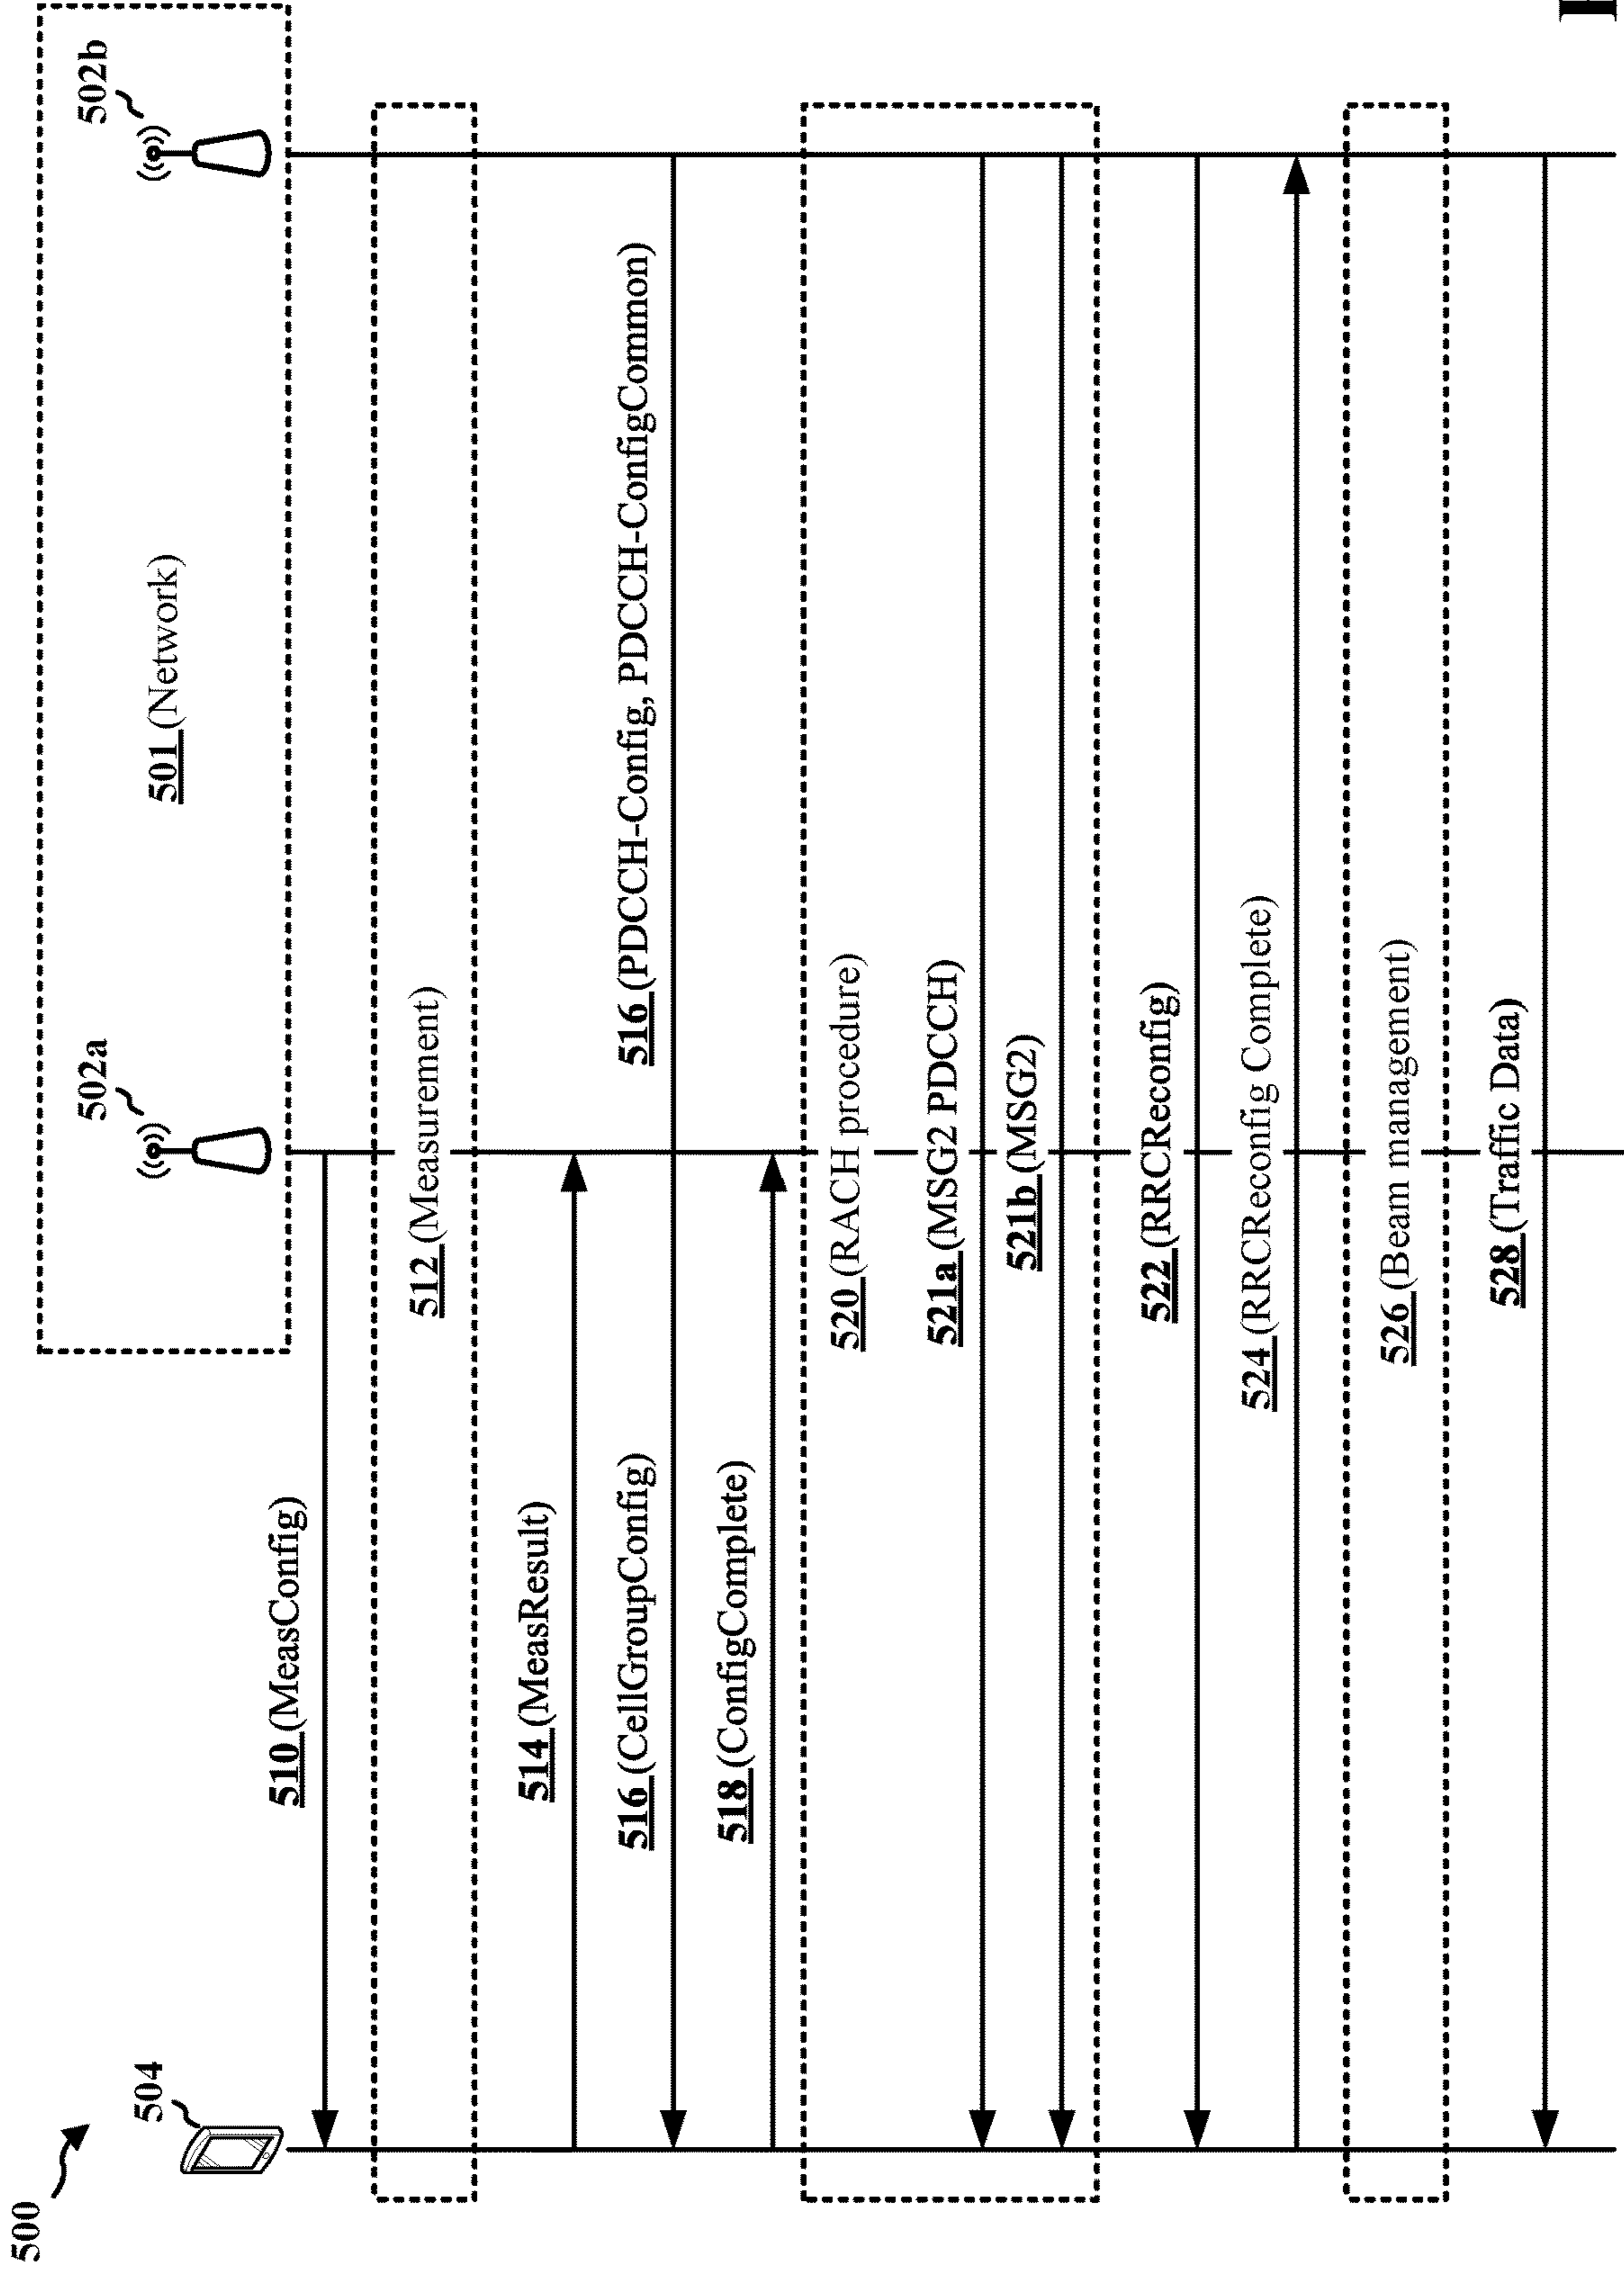 500
504
502a
502b
501 (Network)
510 (MeasConfig)
512 (Measurement)
514 (MeasResult)
516 (CellGroupConfig)
516 (PDCCH-Config, PDCCH-ConfigCommon)
518 (ConfigComplete)
520 (RACH procedure)
521a (MSG2 PDCCH)
521b (MSG2)
522 (RRCReconfig)
524 (RRCReconfig Complete)
526 (Beam management)
528 (Traffic Data)